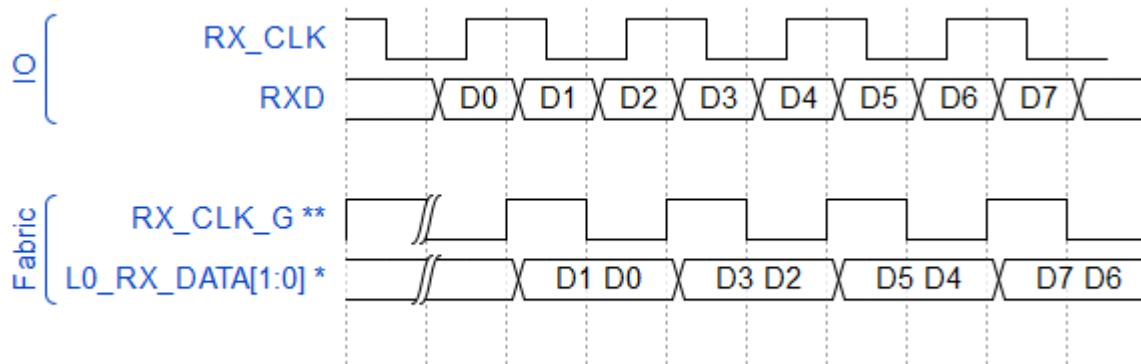 IO
RX_CLK
RXD
D0 D1 D2 D3 D4 D5 D6 D7
Fabric
RX_CLK_G **
L0_RX_DATA[1:0] *
D1 D0 D3 D2 D5 D4 D7 D6